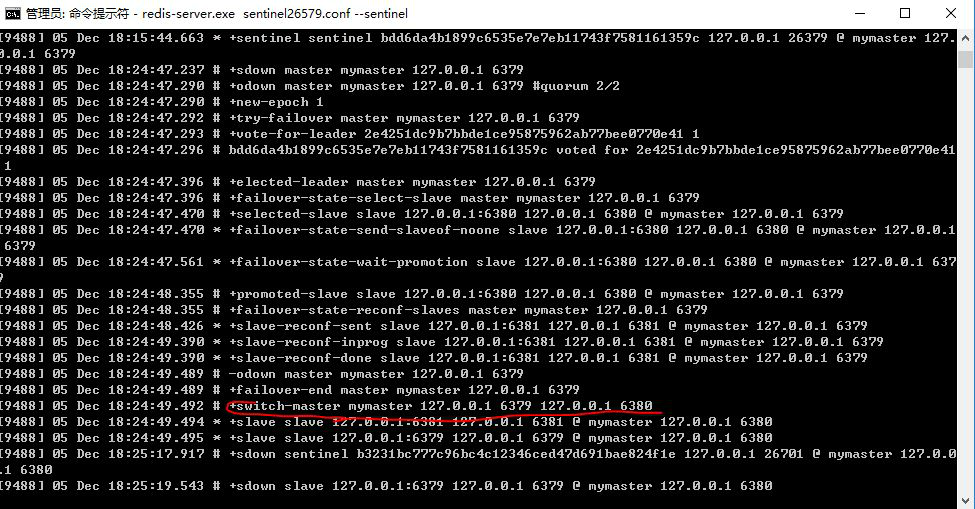 管理员: 命令提示符 - redis-server.exe  sentinel26579.conf --sentinel
[9488] 05 Dec 18:15:44.663 * +sentinel sentinel bdd6da4b1899c6535e7e7eb11743f7581161359c 127.0.0.1 26379 @ mymaster 127.
0.0.1 6379
[9488] 05 Dec 18:24:47.237 # +sdown master mymaster 127.0.0.1 6379
[9488] 05 Dec 18:24:47.290 # +odown master mymaster 127.0.0.1 6379 #quorum 2/2
[9488] 05 Dec 18:24:47.290 # +new-epoch 1
[9488] 05 Dec 18:24:47.292 # +try-failover master mymaster 127.0.0.1 6379
[9488] 05 Dec 18:24:47.293 # +vote-for-leader 2e4251dc9b7bbde1ce95875962ab77bee0770e41 1
[9488] 05 Dec 18:24:47.296 # bdd6da4b1899c6535e7e7eb11743f7581161359c voted for 2e4251dc9b7bbde1ce95875962ab77bee0770e41
1
[9488] 05 Dec 18:24:47.396 # +elected-leader master mymaster 127.0.0.1 6379
[9488] 05 Dec 18:24:47.396 # +failover-state-select-slave master mymaster 127.0.0.1 6379
[9488] 05 Dec 18:24:47.470 # +selected-slave slave 127.0.0.1:6380 127.0.0.1 6380 @ mymaster 127.0.0.1 6379
[9488] 05 Dec 18:24:47.470 * +failover-state-send-slaveof-noone slave 127.0.0.1:6380 127.0.0.1 6380 @ mymaster 127.0.0.1
6379
[9488] 05 Dec 18:24:47.561 * +failover-state-wait-promotion slave 127.0.0.1:6380 127.0.0.1 6380 @ mymaster 127.0.0.1 637
9
[9488] 05 Dec 18:24:48.355 # +promoted-slave slave 127.0.0.1:6380 127.0.0.1 6380 @ mymaster 127.0.0.1 6379
[9488] 05 Dec 18:24:48.355 # +failover-state-reconf-slaves master mymaster 127.0.0.1 6379
[9488] 05 Dec 18:24:48.426 * +slave-reconf-sent slave 127.0.0.1:6381 127.0.0.1 6381 @ mymaster 127.0.0.1 6379
[9488] 05 Dec 18:24:49.390 * +slave-reconf-inprog slave 127.0.0.1:6381 127.0.0.1 6381 @ mymaster 127.0.0.1 6379
[9488] 05 Dec 18:24:49.390 * +slave-reconf-done slave 127.0.0.1:6381 127.0.0.1 6381 @ mymaster 127.0.0.1 6379
[9488] 05 Dec 18:24:49.489 # -odown master mymaster 127.0.0.1 6379
[9488] 05 Dec 18:24:49.489 # +failover-end master mymaster 127.0.0.1 6379
[9488] 05 Dec 18:24:49.492 # +switch-master mymaster 127.0.0.1 6379 127.0.0.1 6380
[9488] 05 Dec 18:24:49.494 * +slave slave 127.0.0.1:6381 127.0.0.1 6381 @ mymaster 127.0.0.1 6380
[9488] 05 Dec 18:24:49.495 * +slave slave 127.0.0.1:6379 127.0.0.1 6379 @ mymaster 127.0.0.1 6380
[9488] 05 Dec 18:25:17.917 # +sdown sentinel b3231bc777c96bc4c12346ced47d691bae824f1e 127.0.0.1 26701 @ mymaster 127.0.0
.1 6380
[9488] 05 Dec 18:25:19.543 # +sdown slave 127.0.0.1:6379 127.0.0.1 6379 @ mymaster 127.0.0.1 6380